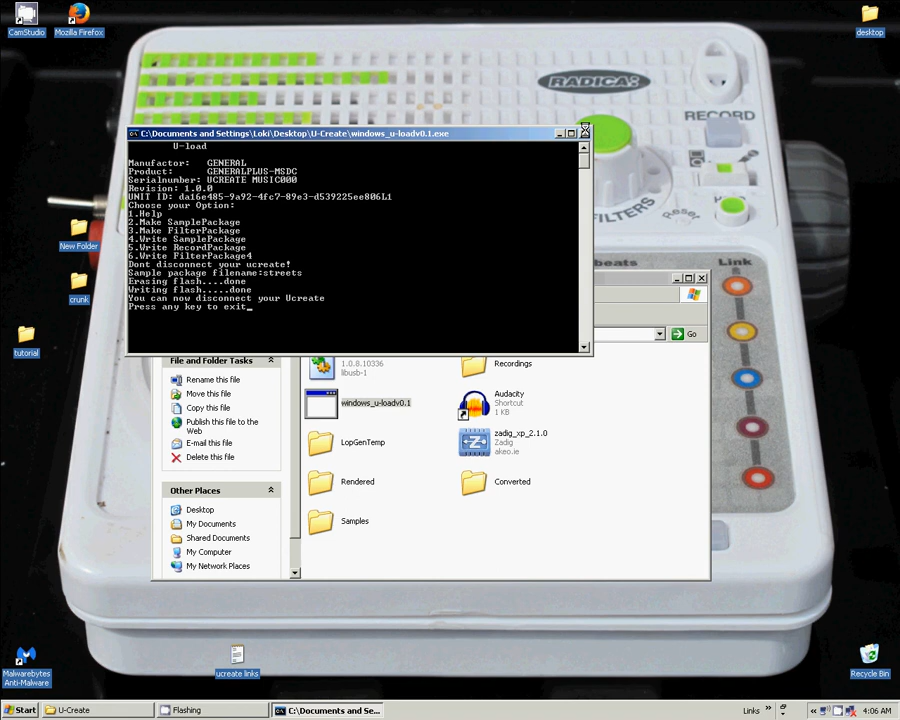 CamStudio
Mozilla Firefox
desktop
RADICA:
RECORD
C:\Documents and Settings\Loki\Desktop\U-Create\windows_u-loadv0.1.exe
U-load
Manufactor: GENERAL
Product: GENERALPLUS-MSDC
Serialnumber: UCREATE MUSIC000
Revision: 1.0.0
UNIT ID: da16e485-9a92-4fc7-89e3-d539225ee806L1
Choose your Option:
1.Help
2.Make SamplePackage
3.Make FilterPackage
4.Write SamplePackage
5.Write RecordPackage
6.Write FilterPackage4
Dont disconnect your ucreate!
Sample package filename:streets
Erasing flash....done
Writing flash.....done
You can now disconnect your Ucreate
Press any key to exit_
FILTERS
Reset
beats
Link
New Folder
crunk
tutorial
Go
File and Folder Tasks
Rename this file
Move this file
Copy this file
Publish this file to the
Web
E-mail this file
Delete this file
Other Places
Desktop
My Documents
Shared Documents
My Computer
My Network Places
1.0.8.10336
libusb-1
Recordings
windows_u-loadv0.1
Audacity
Shortcut
1 KB
LopGenTemp
zadig_xp_2.1.0
Zadig
akeo.ie
Rendered
Converted
Samples
Malwarebytes
Anti-Malware
ucreate links
Recycle Bin
Start
U-Create
Flashing
C:\Documents and Se...
Links
4:06 AM